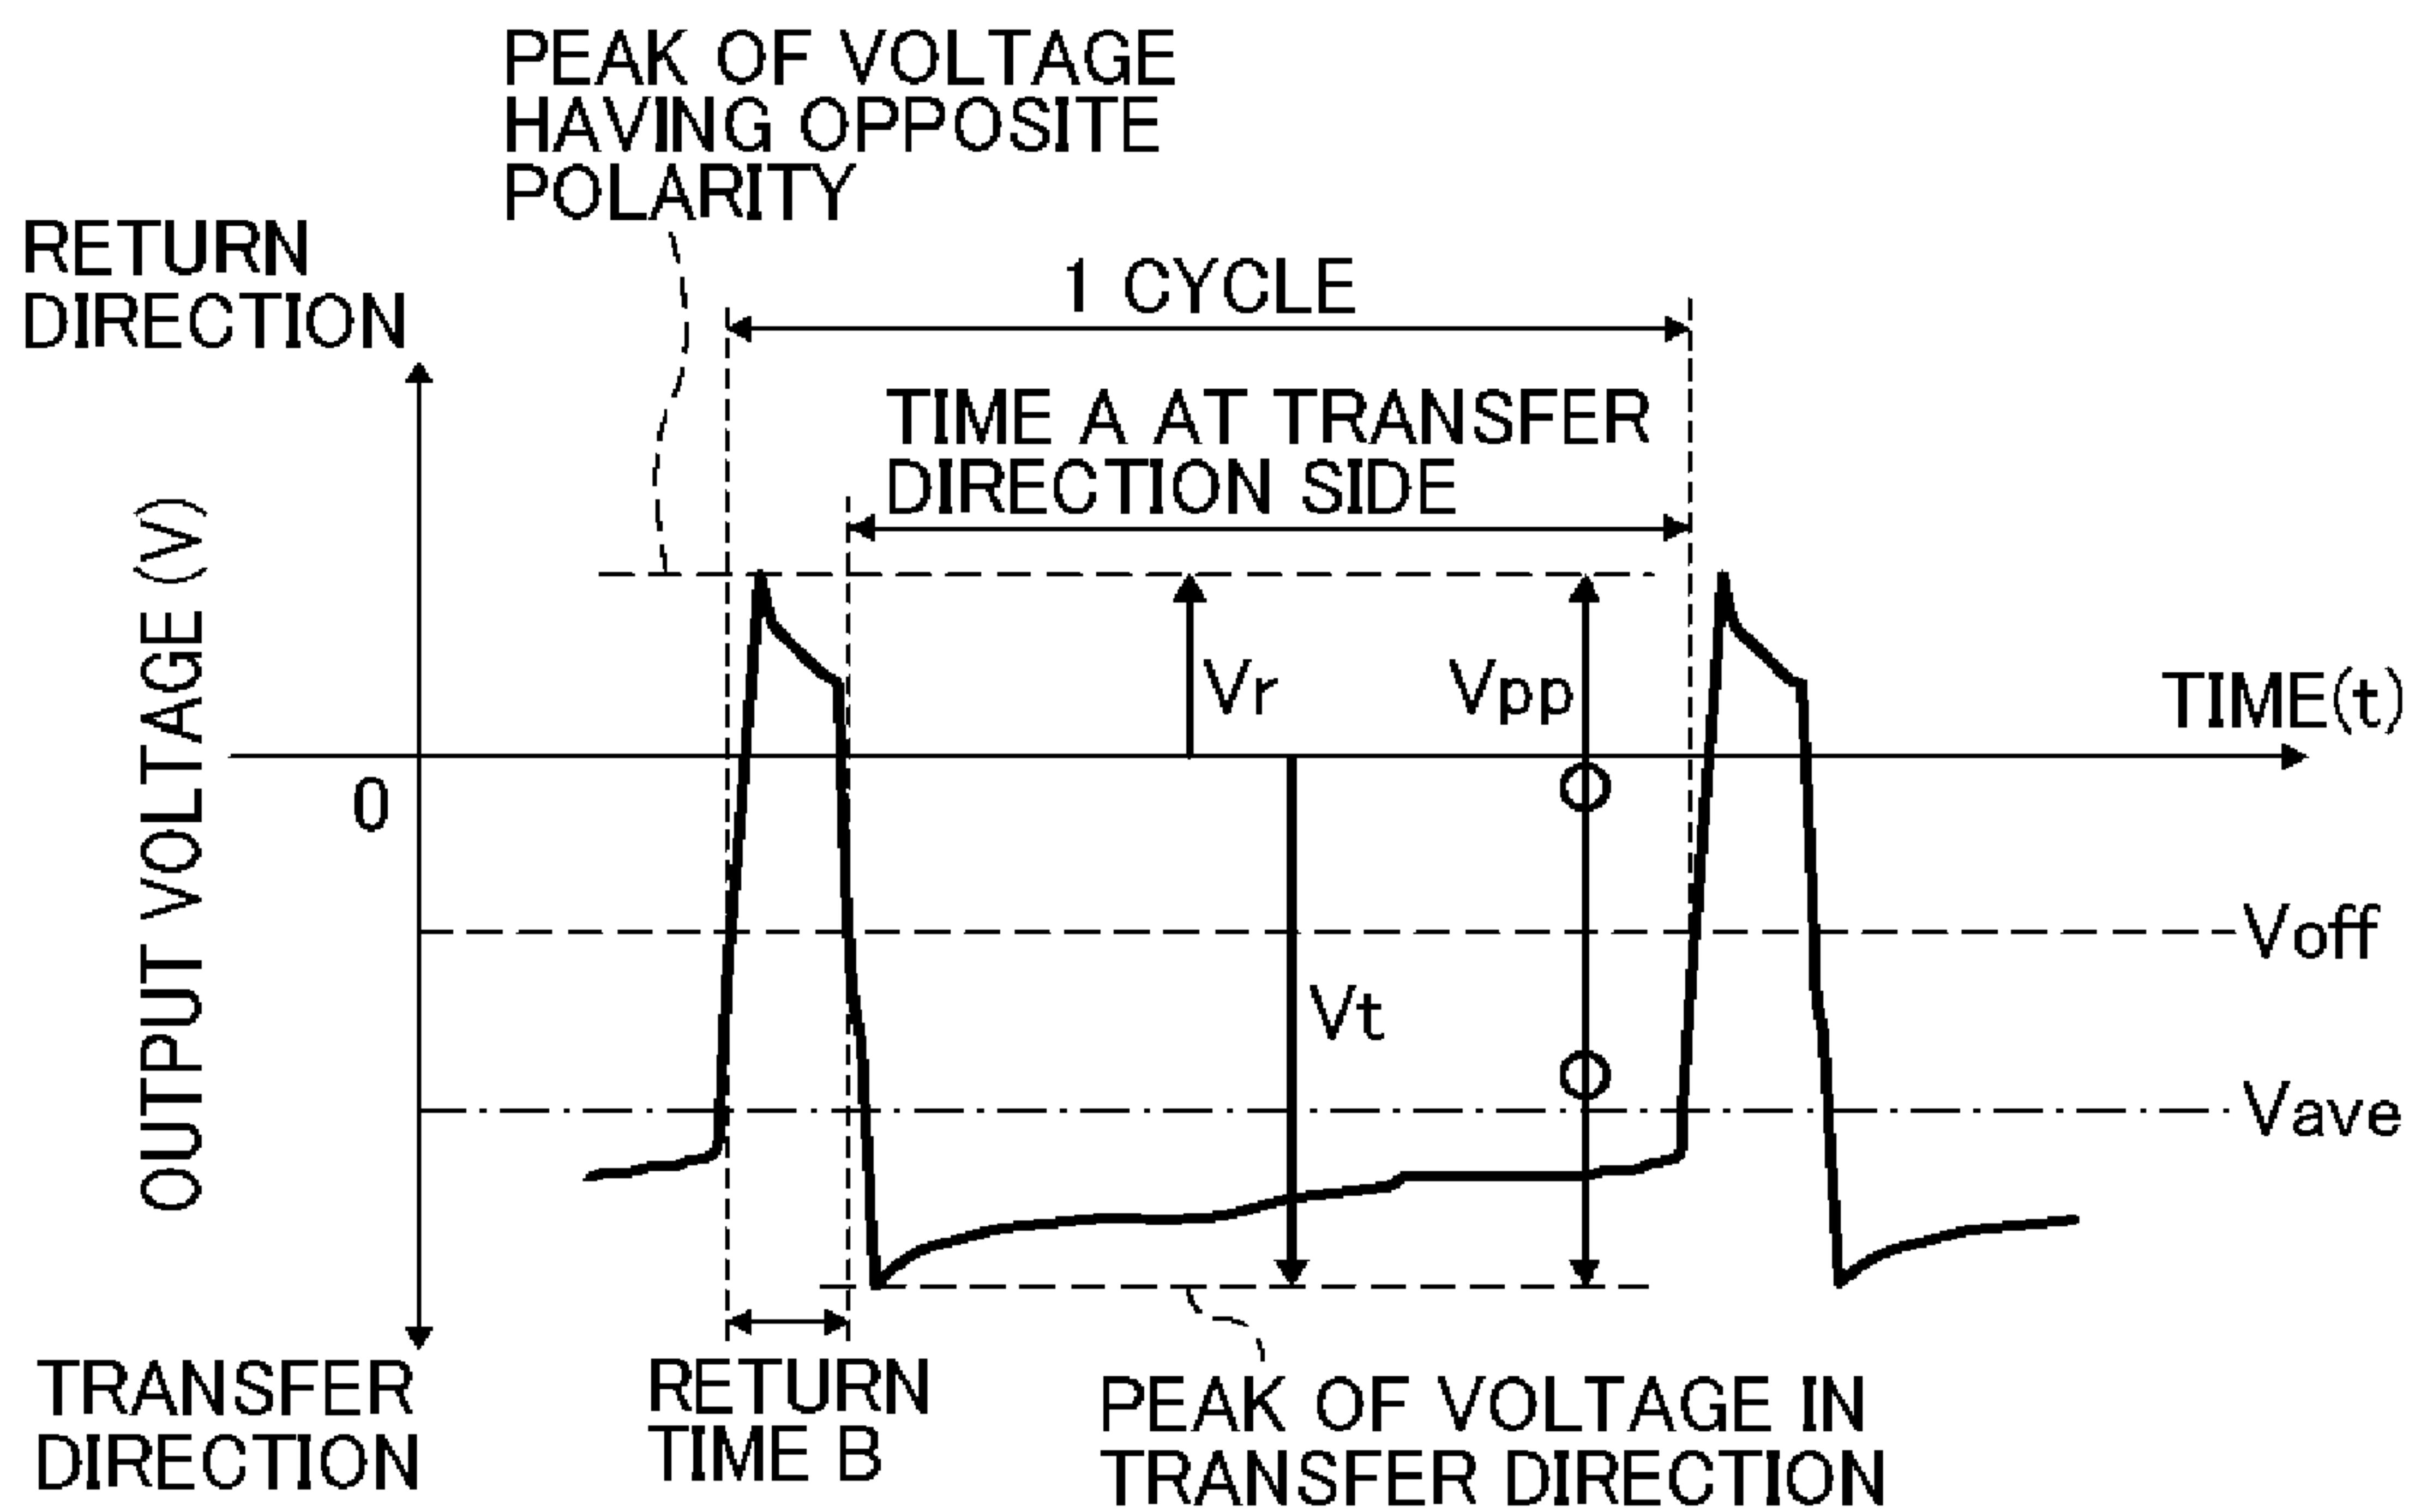 PEAK OF VOLTAGE
HAVING OPPOSITE
POLARITY
RETURN
DIRECTION
1 CYCLE
TIME A AT TRANSFER
DIRECTION SIDE
OUTPUT VOLTAGE (V)
Vr
Vpp
TIME(t)
0
Voff
Vt
Vave
TRANSFER
DIRECTION
RETURN
TIME B
PEAK OF VOLTAGE IN
TRANSFER DIRECTION